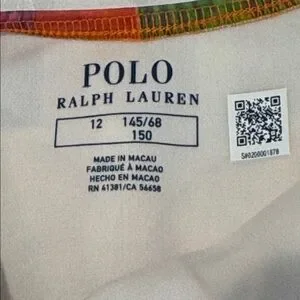 POLO
RALPH LAUREN
12 145/68
150
MADE IN MACAU
FABRIQUÉ À MACAO
HECHO EN MACAO
RN 41381/CA 56658
S#0200001878